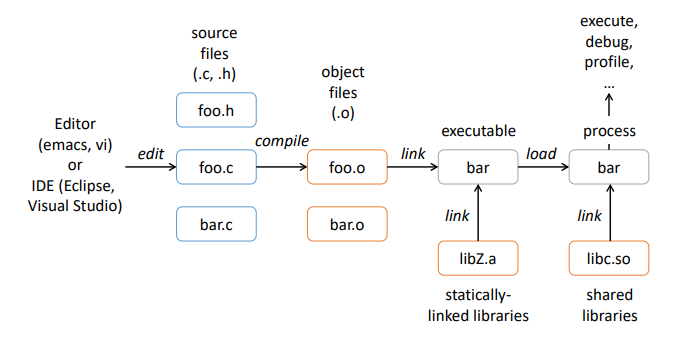 source
files
(.c, .h)
object
files
(.o)
execute,
debug,
profile,
...
Editor
(emacs, vi)
or
IDE (Eclipse,
Visual Studio)
edit
foo.h
foo.c
bar.c
compile
foo.o
bar.o
link
executable
bar
load
process
bar
link
libZ.a
statically-
linked libraries
link
libc.so
shared
libraries